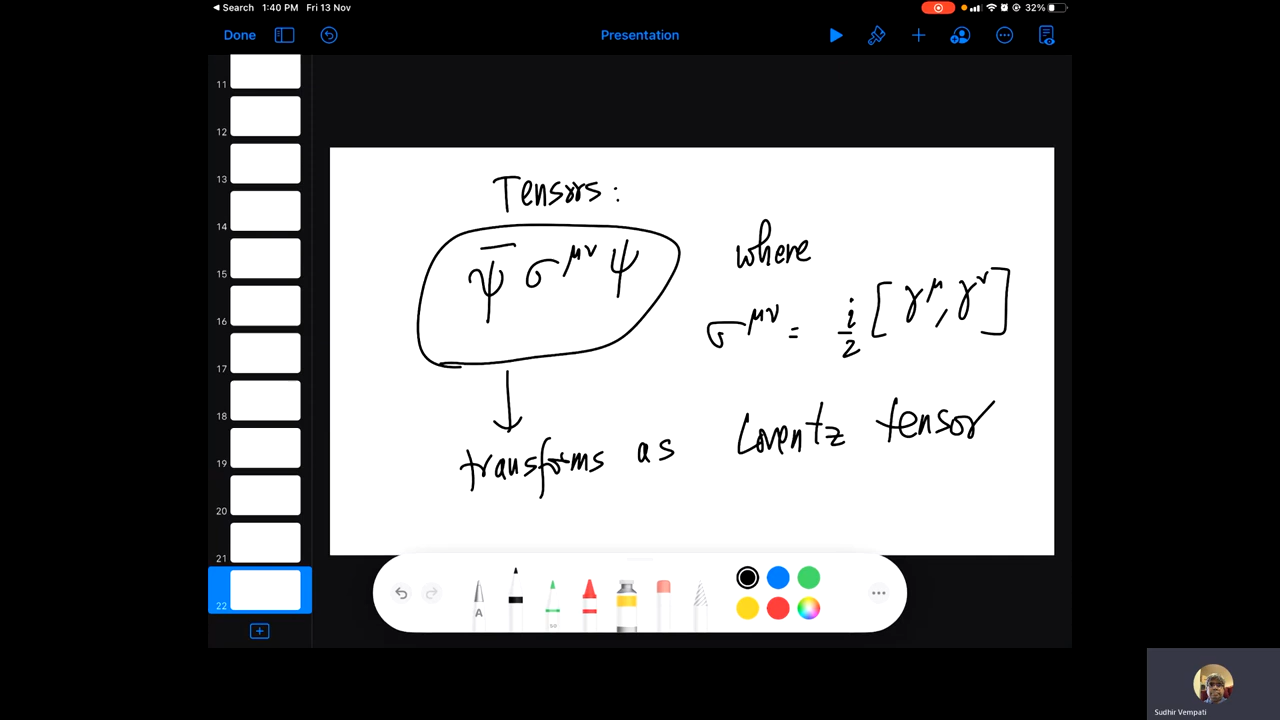 Search 1:40 PM Fri 13 Nov 32%
Done Presentation
11
12
13
14
15
16
17
18
19
20
21
22
Tensors:
ψ̄ σ^{μν} ψ
where
σ^{μν} = i/2 [γ^μ, γ^ν]
transforms as Lorentz tensor
A
Sudhir Vempati